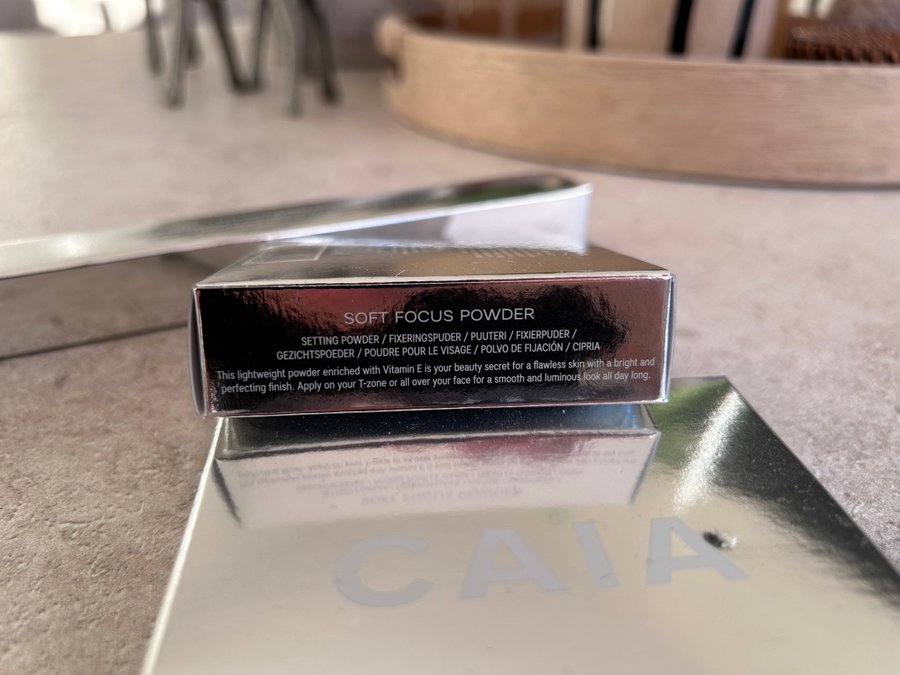 SOFT FOCUS POWDER
SETTING POWDER / FIXERINGSPUDER / PUUTERI / FIXIERPUDER /
GEZICHTSPOEDER / POUDRE POUR LE VISAGE / POLVO DE FIJACIÓN / CIPRIA
This lightweight powder enriched with Vitamin E is your beauty secret for a flawless skin with a bright and
perfecting finish. Apply on your T-zone or all over your face for a smooth and luminous look all day long.
CAIA